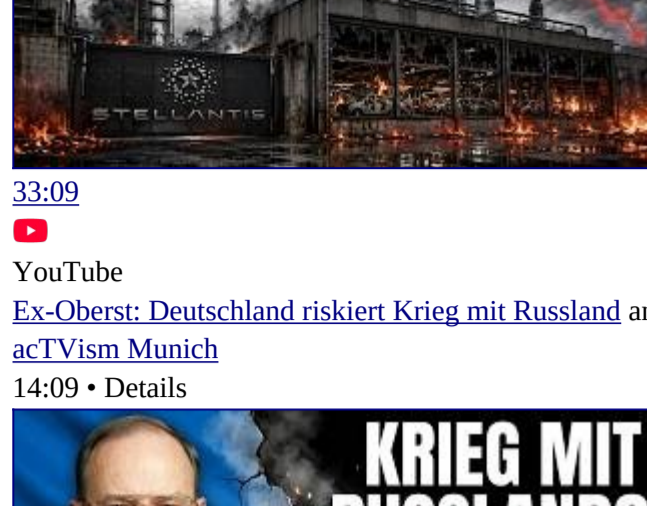 STELLANTIS
33:09
YouTube
Ex-Oberst: Deutschland riskiert Krieg mit Russland
acTVism Munich
14:09 • Details
KRIEG MIT